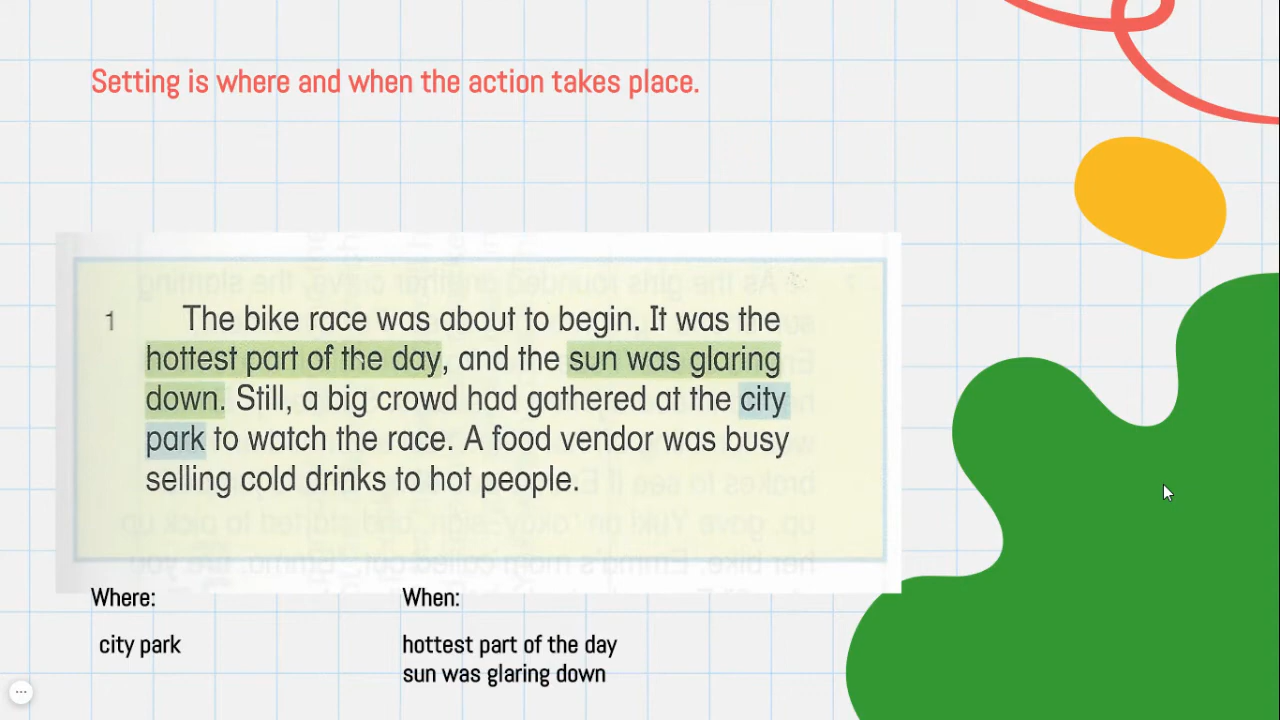 Setting is where and when the action takes place.
1 The bike race was about to begin. It was the
hottest part of the day, and the sun was glaring
down. Still, a big crowd had gathered at the city
park to watch the race. A food vendor was busy
selling cold drinks to hot people.
Where:
When:
city park
hottest part of the day
sun was glaring down